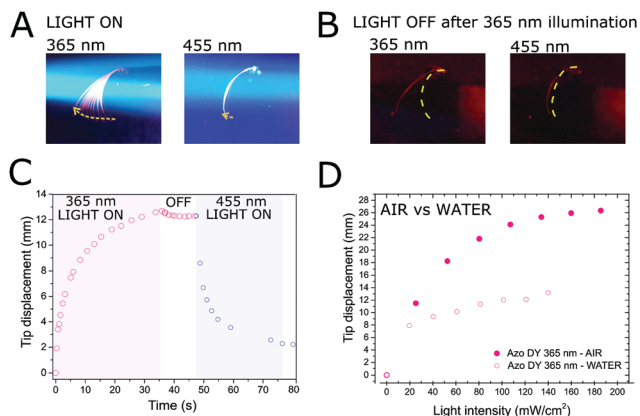 A
LIGHT ON
365 nm
455 nm
B
LIGHT OFF after 365 nm illumination
365 nm
455 nm
C
14
12
10
8
6
4
2
0
Tip displacement (mm)
365 nm
LIGHT ON
OFF
455 nm
LIGHT ON
0
10
20
30
40
50
60
70
80
Time (s)
D
28
26
24
22
20
18
16
14
12
10
8
6
4
2
0
Tip displacement (mm)
AIR vs WATER
Azo DY 365 nm - AIR
Azo DY 365 nm - WATER
0
20
40
60
80
100
120
140
160
180
200
Light intensity (mW/cm²)